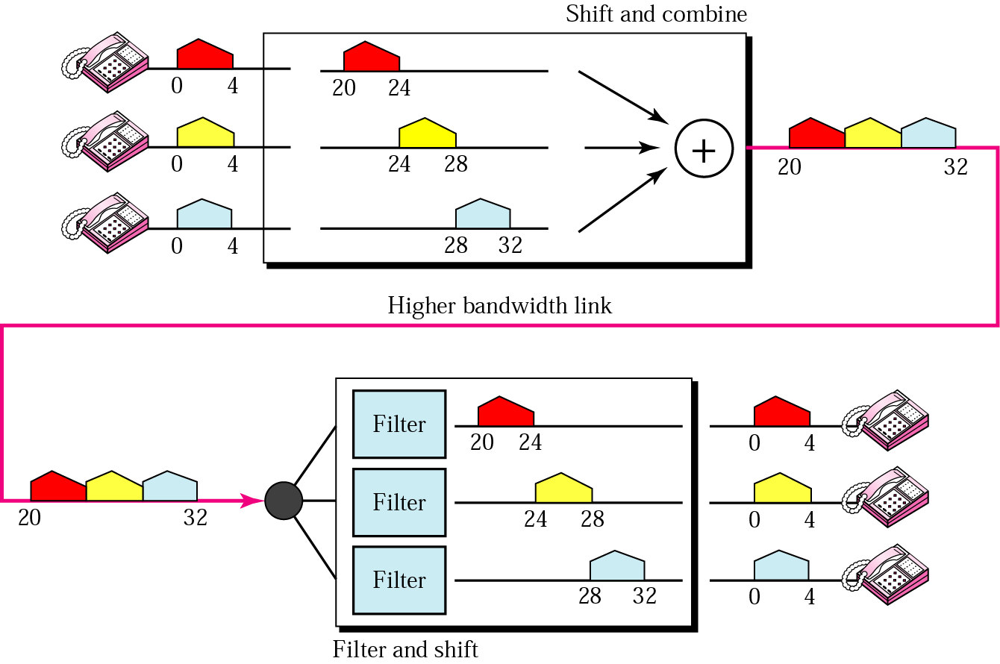 Shift and combine
0 4
20 24
0 4
24 28
+
20 32
0 4
28 32
Higher bandwidth link
Filter
20 24
0 4
20 32
Filter
24 28
0 4
Filter
28 32
0 4
Filter and shift